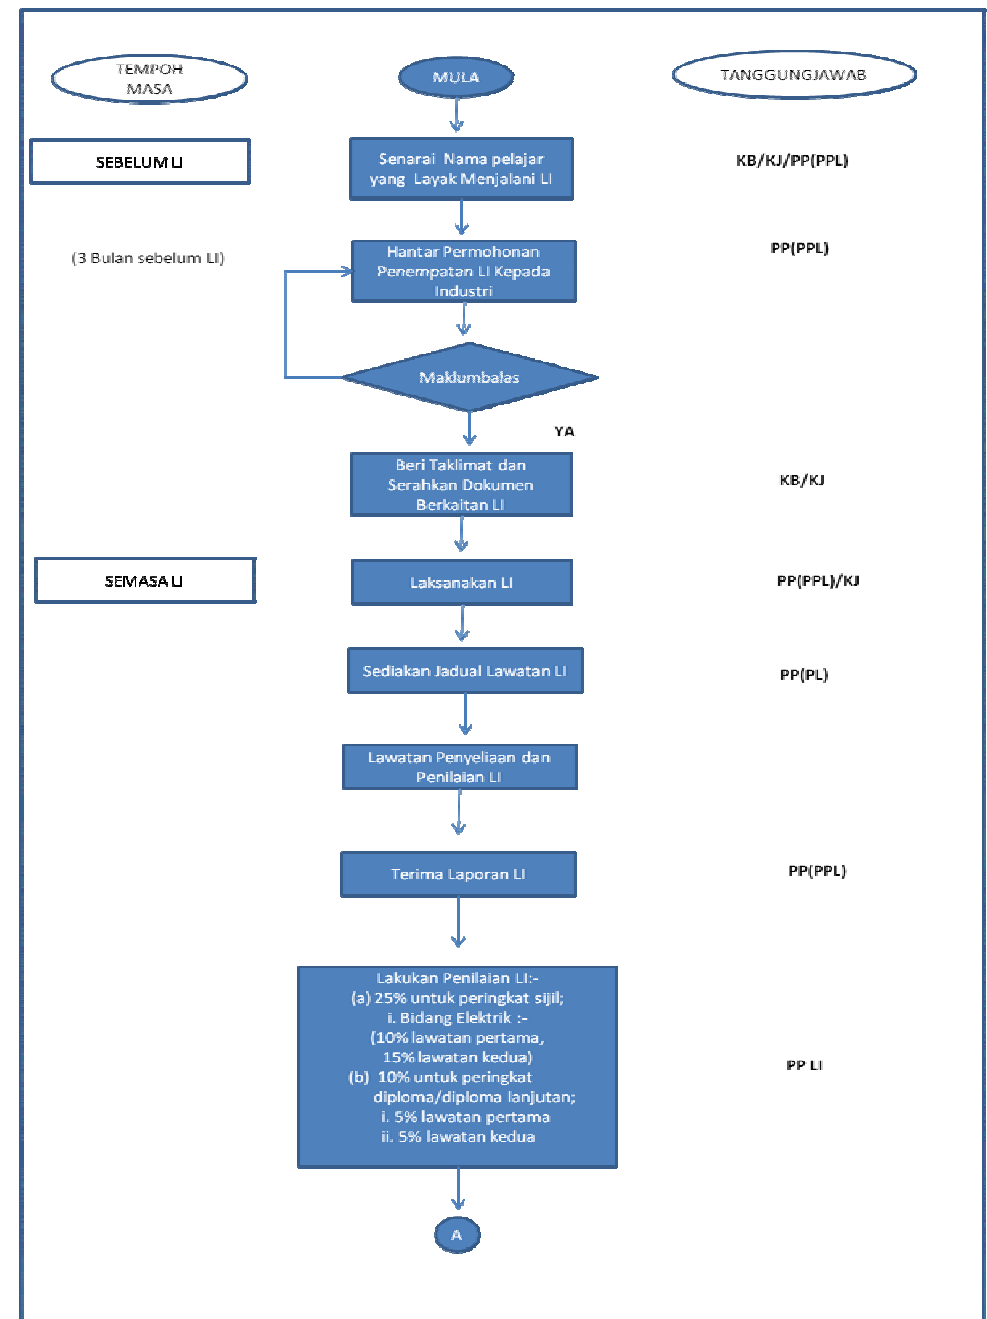 TEMPOH
MASA
MULA
TANGGUNGJAWAB
SEBELUM LI
Senarai Nama pelajar
yang Layak Menjalani LI
KB/KJ/PP(PPL)
(3 Bulan sebelum LI)
Hantar Permohonan
Penempatan LI Kepada
Industri
PP(PPL)
Maklumbalas
YA
Beri Taklimat dan
Serahkan Dokumen
Berkaitan LI
KB/KJ
SEMASA LI
Laksanakan LI
PP(PPL)/KJ
Sediakan Jadual Lawatan LI
PP(PL)
Lawatan Penyeliaan dan
Penilaian LI
Terima Laporan LI
PP(PPL)
Lakukan Penilaian LI:-
(a) 25% untuk peringkat sijil;
i. Bidang Elektrik :-
(10% lawatan pertama,
15% lawatan kedua)
(b) 10% untuk peringkat
diploma/diploma lanjutan;
i. 5% lawatan pertama
ii. 5% lawatan kedua
PP LI
A